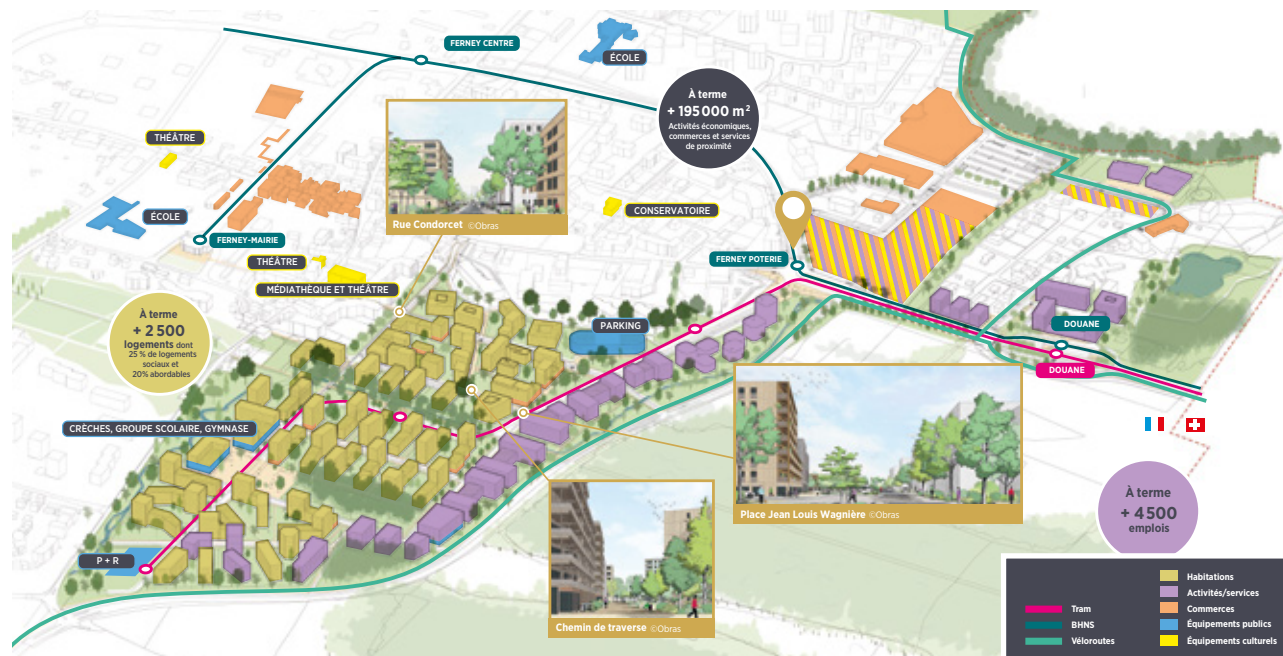 FERNEY CENTRE
ÉCOLE
À terme
+ 195 000 m²
Activités économiques,
commerces et services
de proximité
THÉÂTRE
ÉCOLE
FERNEY-MAIRIE
Rue Condorcet ©Obras
CONSERVATOIRE
THÉÂTRE
MÉDIATHÈQUE ET THÉÂTRE
FERNEY POTERIE
À terme
+ 2 500
logements dont
25 % de logements
sociaux et
20% abordables
PARKING
DOUANE
DOUANE
CRÈCHES, GROUPE SCOLAIRE, GYMNASE
Place Jean Louis Wagnière ©Obras
À terme
+ 4 500
emplois
P + R
Chemin de traverse ©Obras
Tram
BHNS
Véloroutes
Habitations
Activités/services
Commerces
Équipements publics
Équipements culturels